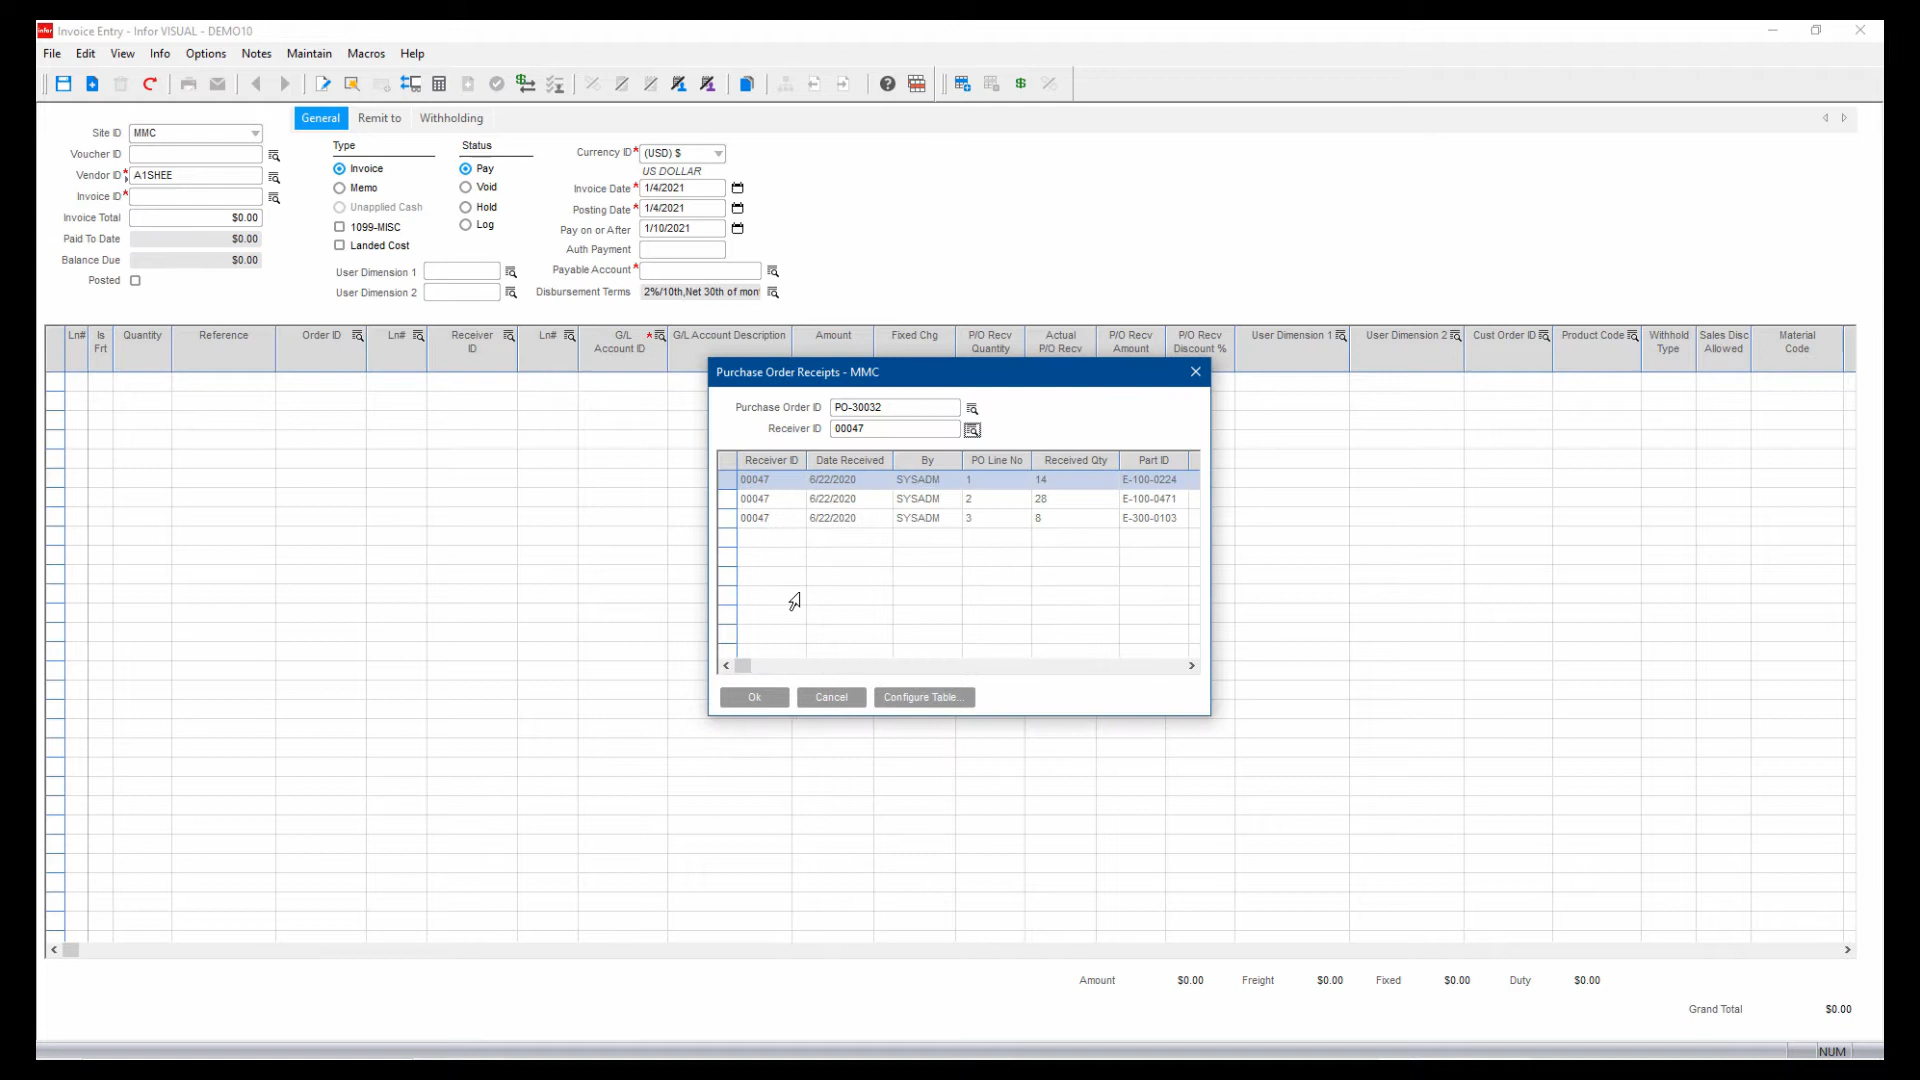 infor Invoice Entry - Infor VISUAL - DEMO10
File Edit View Info Options Notes Maintain Macros Help
General Remit to Withholding
Site ID MMC
Voucher ID
Vendor ID * A1SHEE
Invoice ID *
Invoice Total $0.00
Paid To Date $0.00
Balance Due $0.00
Posted
Type
Invoice
Memo
Unapplied Cash
1099-MISC
Landed Cost
User Dimension 1
User Dimension 2
Status
Pay
Void
Hold
Log
Currency ID * (USD) $
US DOLLAR
Invoice Date * 1/4/2021
Posting Date * 1/4/2021
Pay on or After 1/10/2021
Auth Payment
Payable Account *
Disbursement Terms 2%/10th,Net 30th of mon
Ln# Is Frt Quantity Reference Order ID Ln# Receiver ID Ln# G/L Account ID * G/L Account Description Amount Fixed Chg P/O Recv Quantity Actual P/O Recv P/O Recv Amount P/O Recv Discount % User Dimension 1 User Dimension 2 Cust Order ID Product Code Withhold Type Sales Disc Allowed Material Code
Purchase Order Receipts - MMC
Purchase Order ID PO-30032
Receiver ID 00047
Receiver ID Date Received By PO Line No Received Qty Part ID
00047 6/22/2020 SYSADM 1 14 E-100-0224
00047 6/22/2020 SYSADM 2 28 E-100-0471
00047 6/22/2020 SYSADM 3 8 E-300-0103
Ok Cancel Configure Table...
Amount $0.00 Freight $0.00 Fixed $0.00 Duty $0.00
Grand Total $0.00
NUM